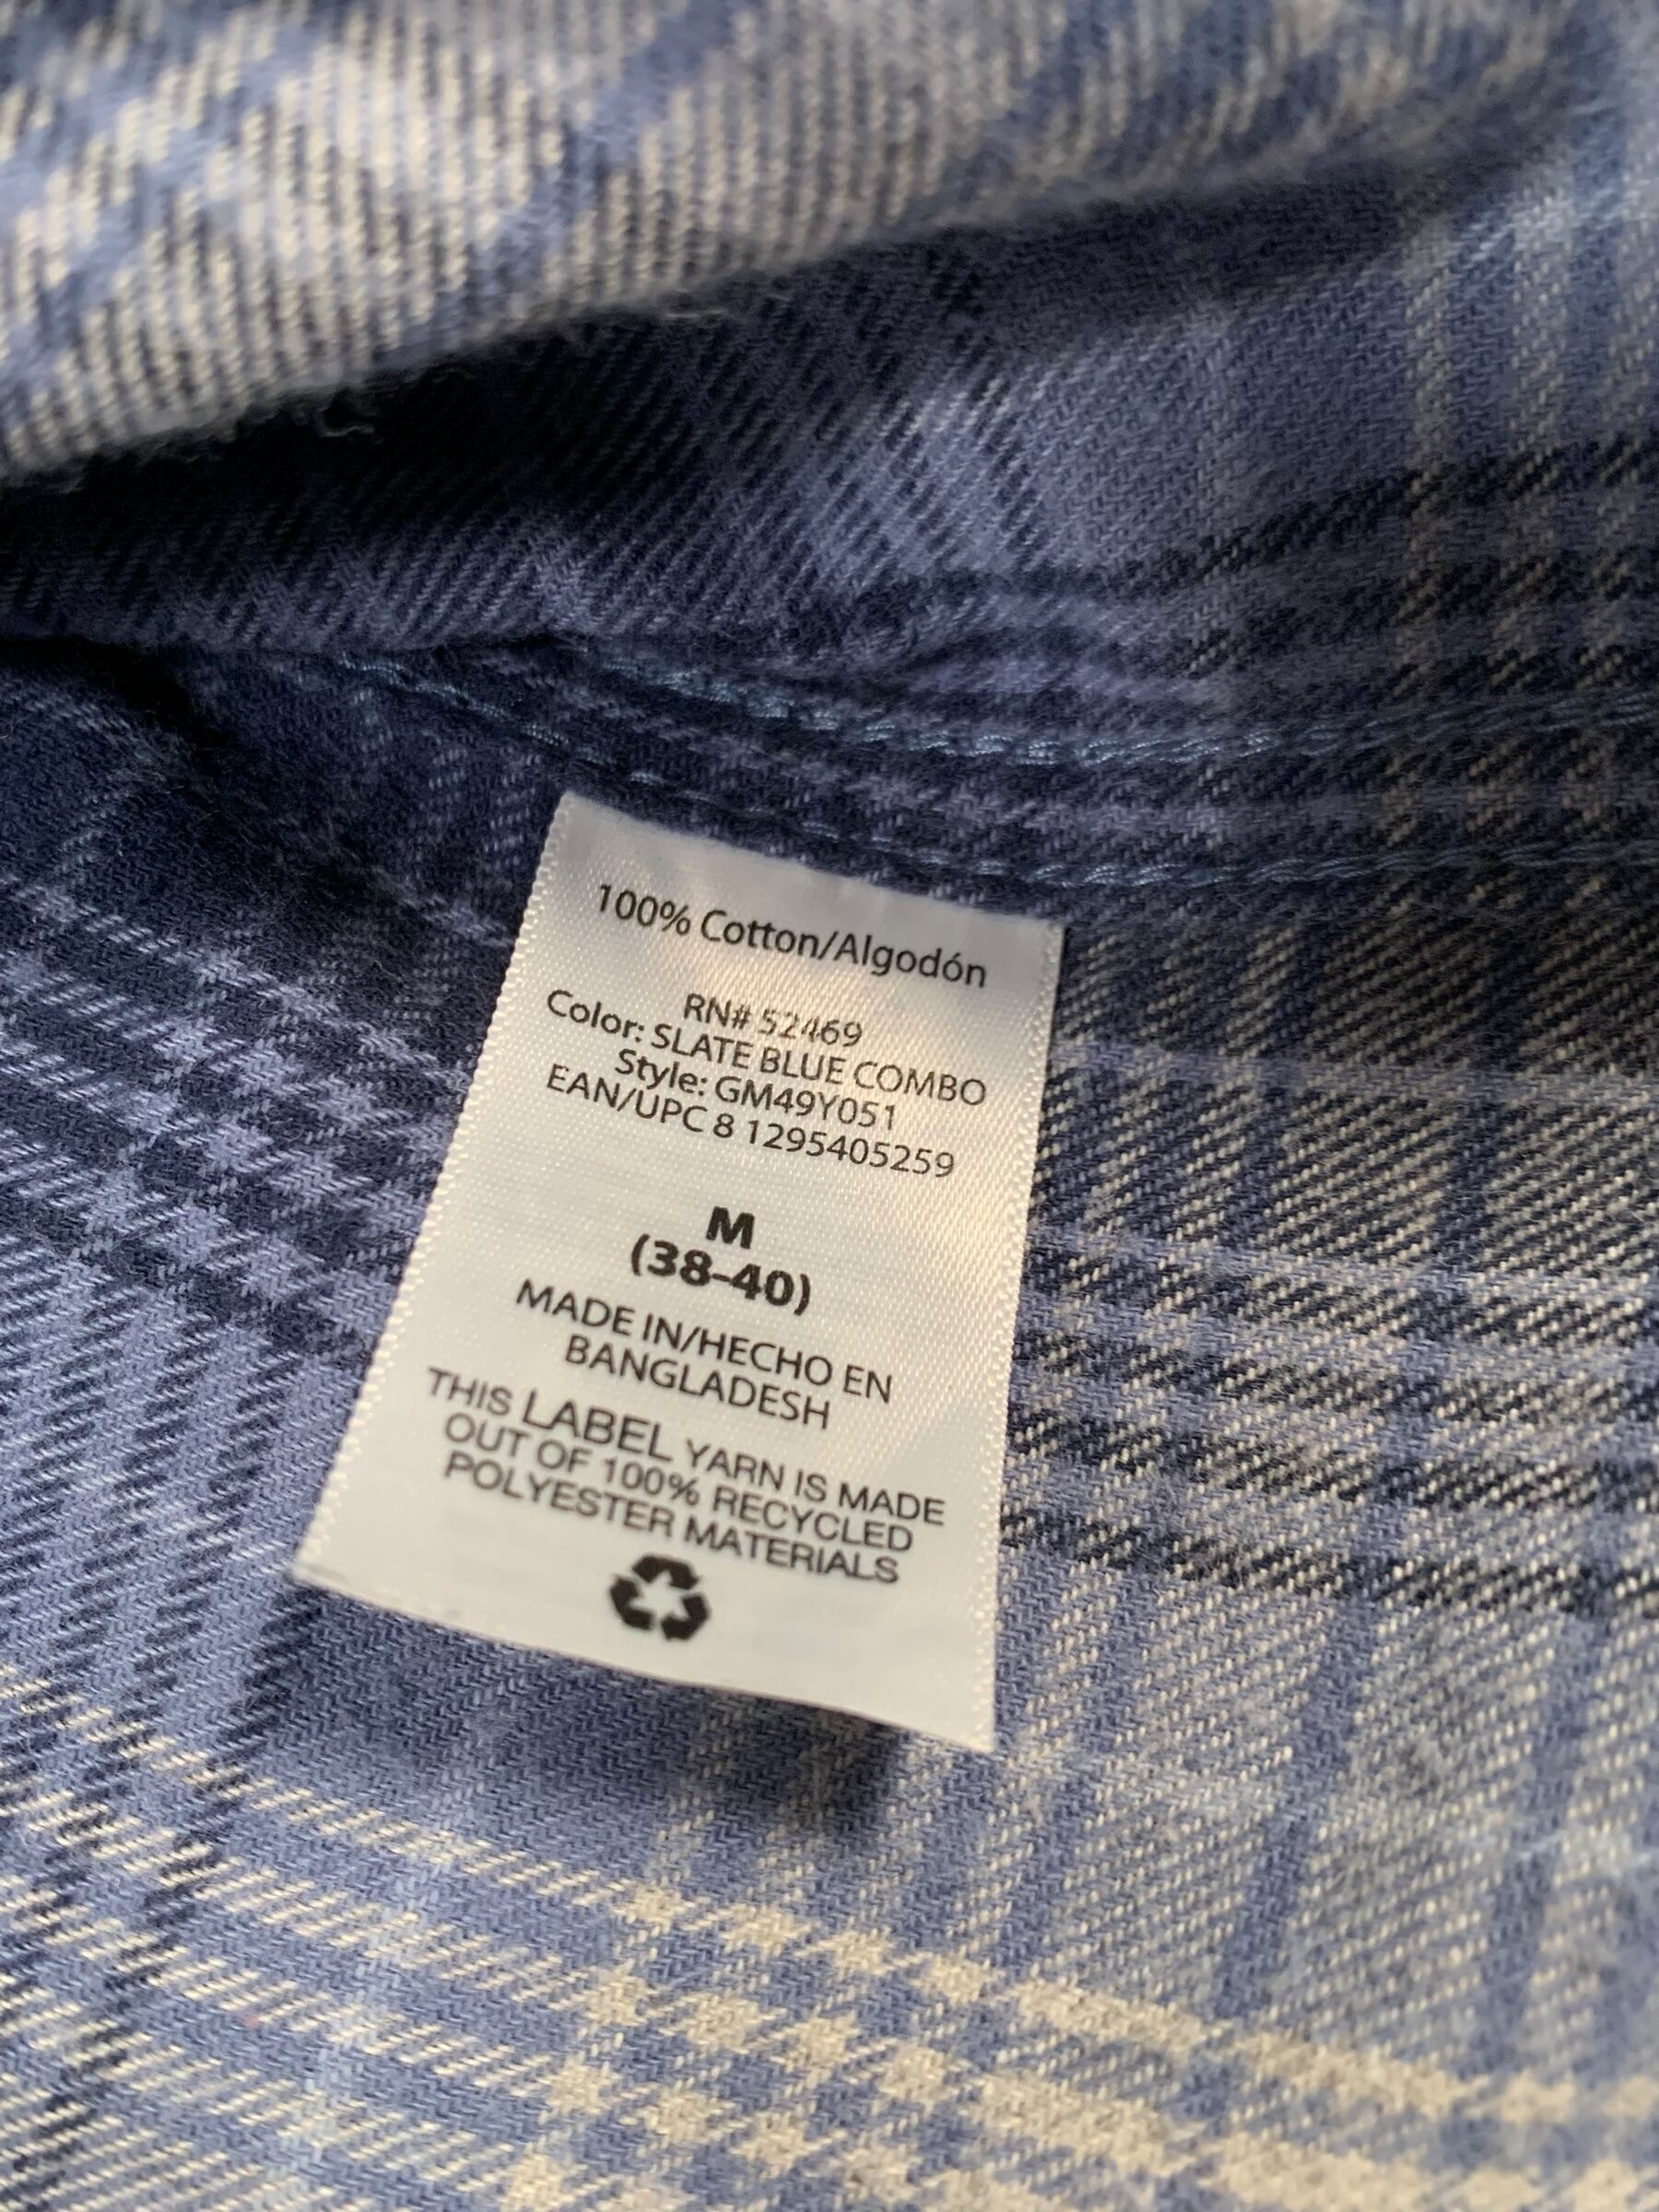 100% Cotton/Algodón
RN# 52469
Color: SLATE BLUE COMBO
Style: GM49Y051
EAN/UPC 8 1295405259
M
(38-40)
MADE IN/HECHO EN
BANGLADESH
THIS LABEL YARN IS MADE
OUT OF 100% RECYCLED
POLYESTER MATERIALS